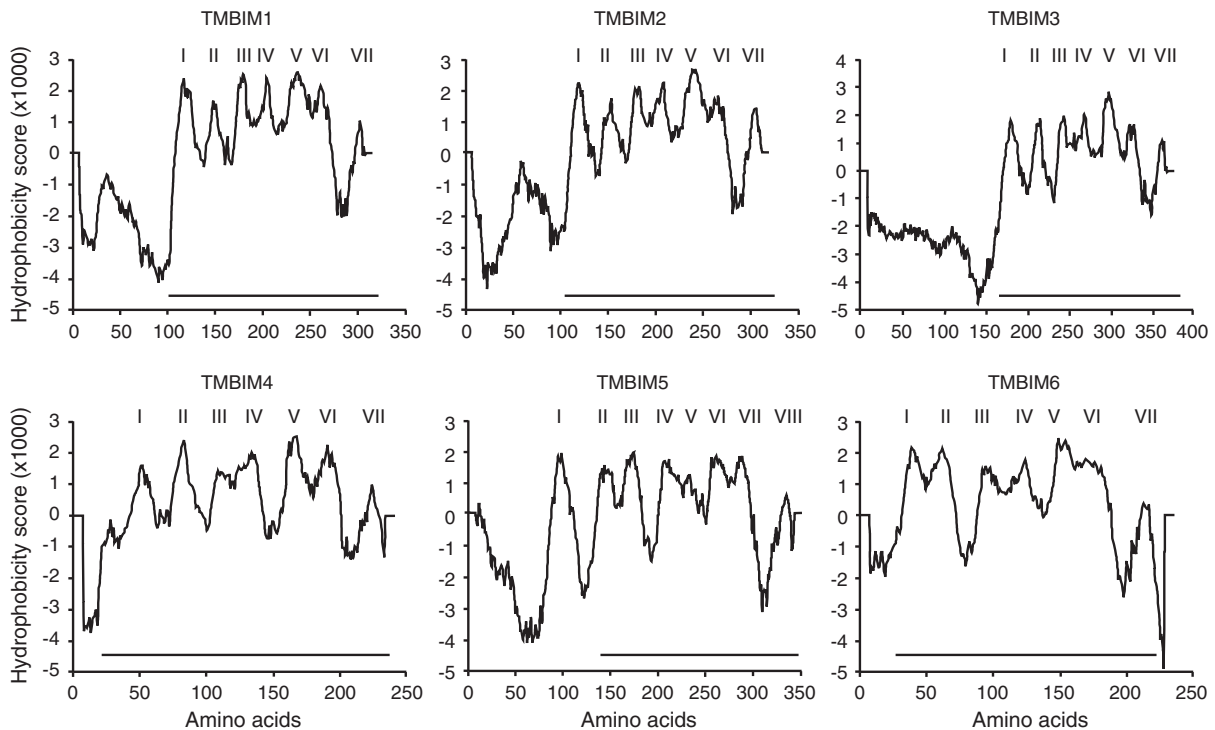 TMBIM1
Hydrophobicity score (x1000)
I II III IV V VI VII
3
2
1
0
-1
-2
-3
-4
-5
0 50 100 150 200 250 300 350
TMBIM2
I II III IV V VI VII
3
2
1
0
-1
-2
-3
-4
-5
0 50 100 150 200 250 300 350
TMBIM3
I II III IV V VI VII
4
3
2
1
0
-1
-2
-3
-4
-5
0 50 100 150 200 250 300 350 400
TMBIM4
Hydrophobicity score (x1000)
I II III IV V VI VII
3
2
1
0
-1
-2
-3
-4
-5
0 50 100 150 200 250
Amino acids
TMBIM5
I II III IV V VI VII VIII
3
2
1
0
-1
-2
-3
-4
-5
0 50 100 150 200 250 300 350
Amino acids
TMBIM6
I II III IV V VI VII
3
2
1
0
-1
-2
-3
-4
-5
0 50 100 150 200 250
Amino acids